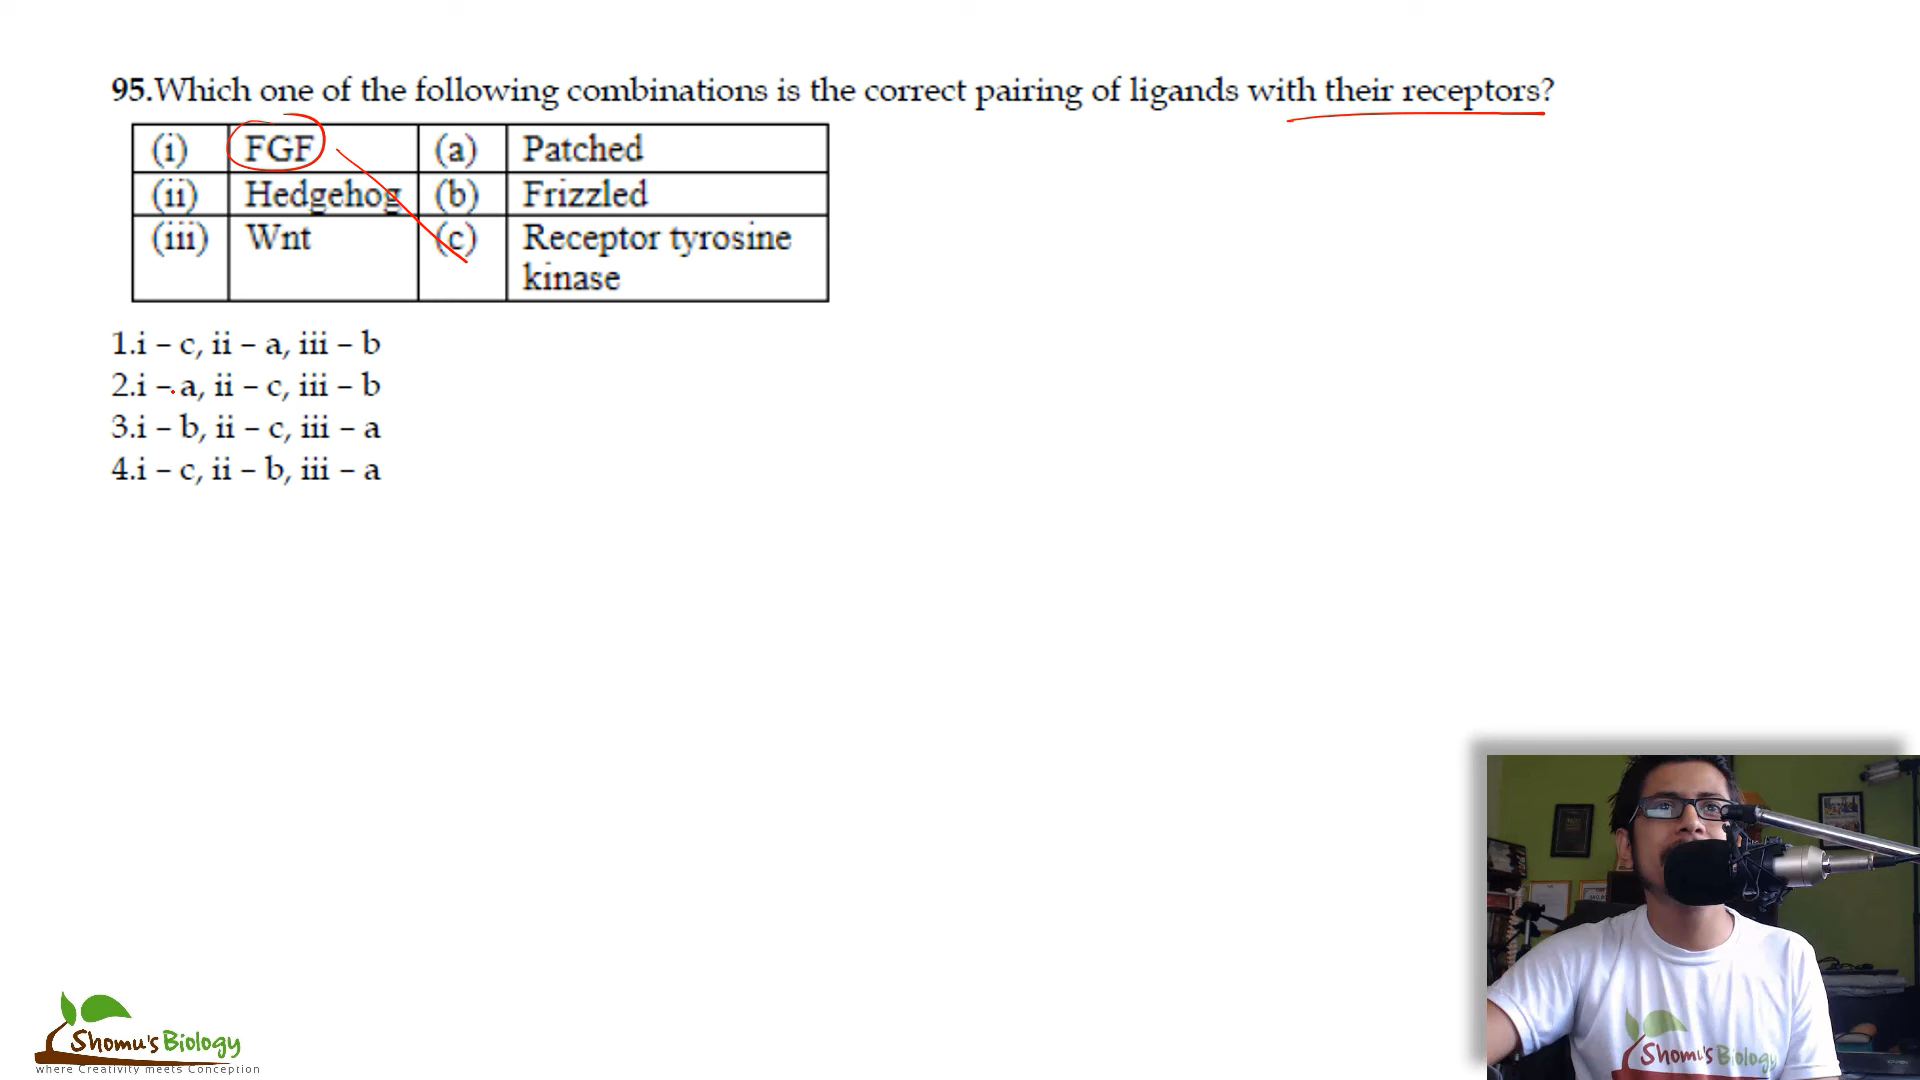 95.Which one of the following combinations is the correct pairing of ligands with their receptors?
(i) FGF (a) Patched
(ii) Hedgehog (b) Frizzled
(iii) Wnt (c) Receptor tyrosine
kinase
1.i – c, ii – a, iii – b
2.i – a, ii – c, iii – b
3.i – b, ii – c, iii – a
4.i – c, ii – b, iii – a
Shomu's Biology
where Creativity meets Conception
Shomu's Biology